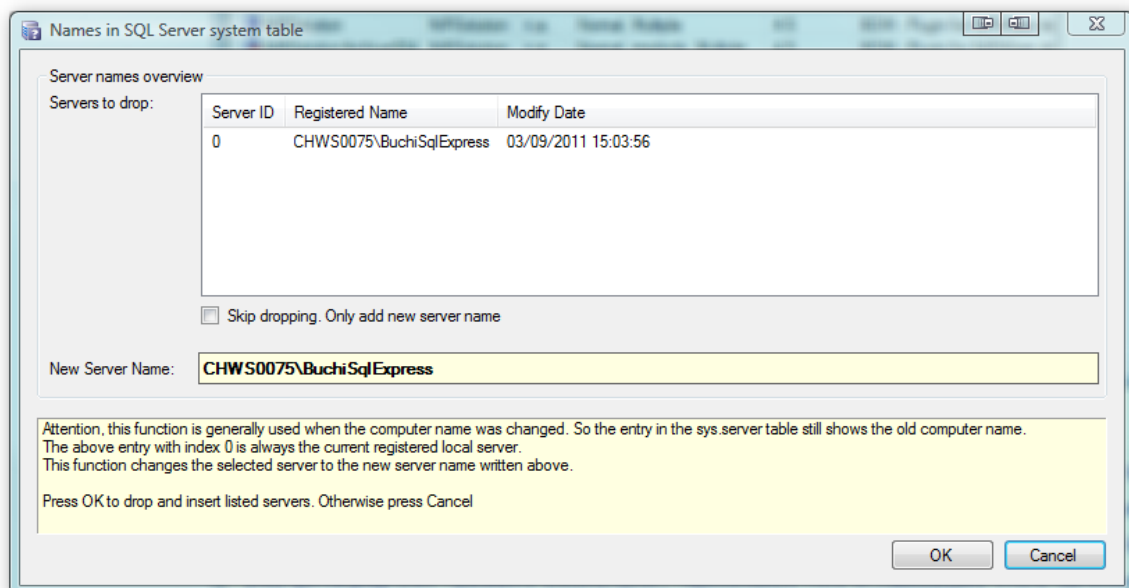 Names in SQL Server system table
Server names overview
Servers to drop:
Server ID Registered Name Modify Date
0 CHWS0075\BuchiSqlExpress 03/09/2011 15:03:56
Skip dropping. Only add new server name
New Server Name: CHWS0075\BuchiSqlExpress
Attention, this function is generally used when the computer name was changed. So the entry in the sys.server table still shows the old computer name.
The above entry with index 0 is always the current registered local server.
This function changes the selected server to the new server name written above.
Press OK to drop and insert listed servers. Otherwise press Cancel
OK Cancel